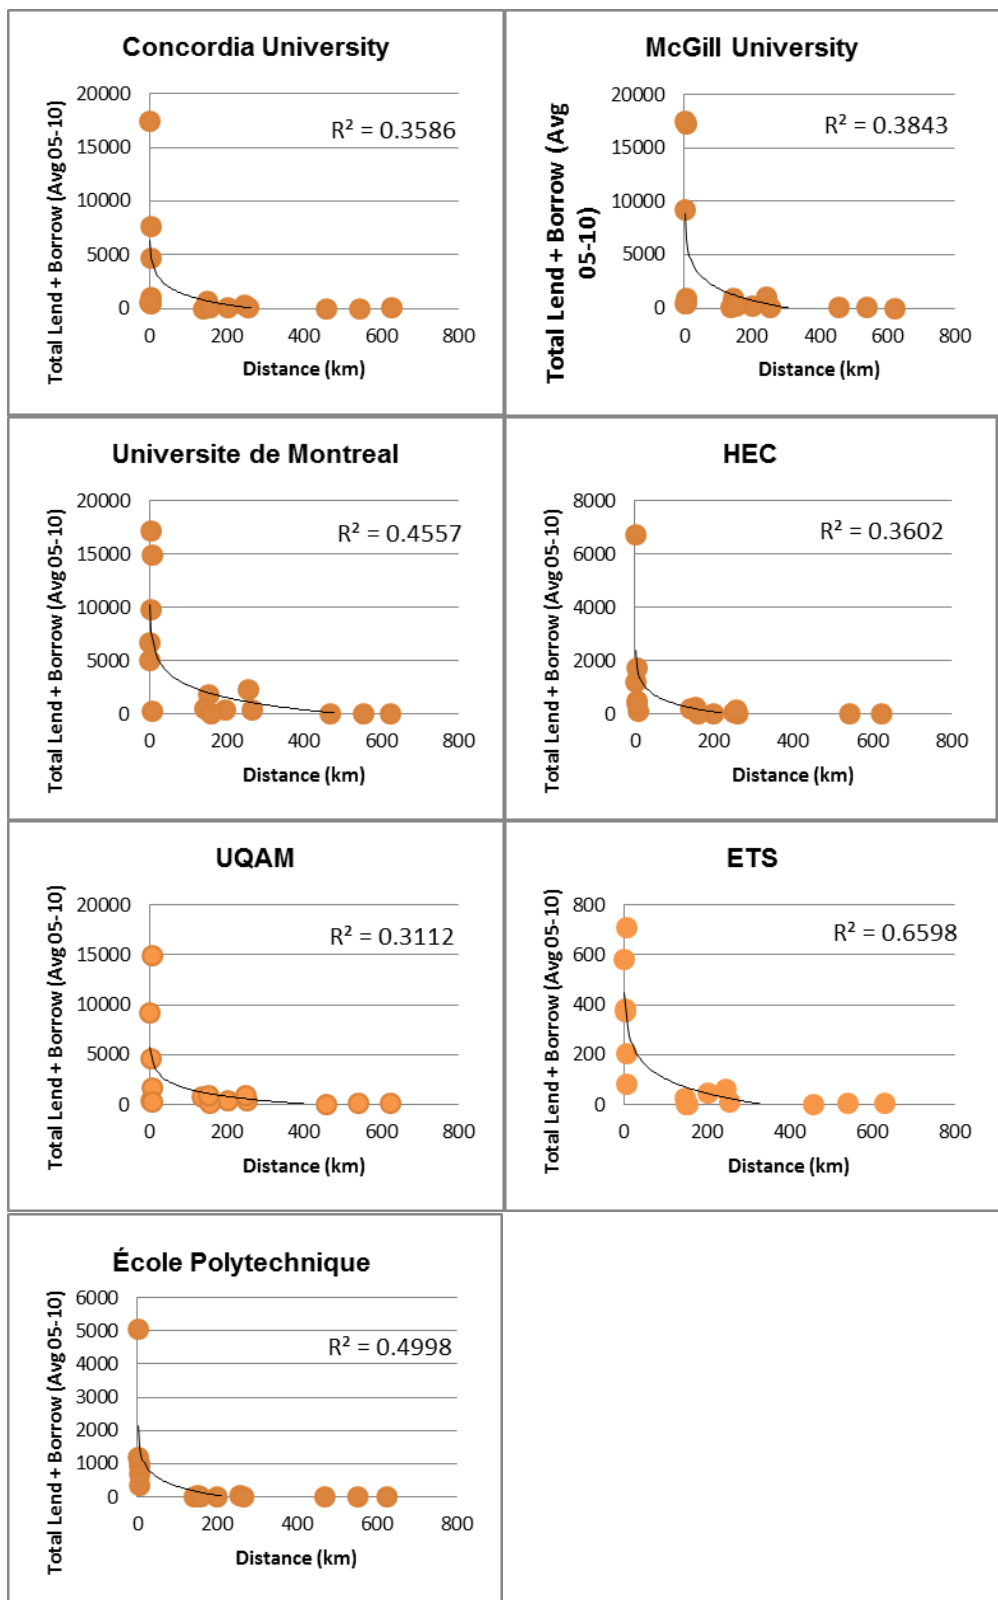 Concordia University
Total Lend + Borrow (Avg 05-10)
20000
15000
10000
5000
0
R² = 0.3586
0 200 400 600 800
Distance (km)
McGill University
Total Lend + Borrow (Avg
05-10)
20000
15000
10000
5000
0
R² = 0.3843
0 200 400 600 800
Distance (km)
Universite de Montreal
Total Lend + Borrow (Avg 05-10)
20000
15000
10000
5000
0
R² = 0.4557
0 200 400 600 800
Distance (km)
HEC
Total Lend + Borrow (Avg 05-10)
8000
6000
4000
2000
0
R² = 0.3602
0 200 400 600 800
Distance (km)
UQAM
Total Lend + Borrow (Avg 05-10)
20000
15000
10000
5000
0
R² = 0.3112
0 200 400 600 800
Distance (km)
ETS
Total Lend + Borrow (Avg 05-10)
800
600
400
200
0
R² = 0.6598
0 200 400 600 800
Distance (km)
École Polytechnique
Total Lend + Borrow (Avg 05-10)
6000
5000
4000
3000
2000
1000
0
R² = 0.4998
0 200 400 600 800
Distance (km)